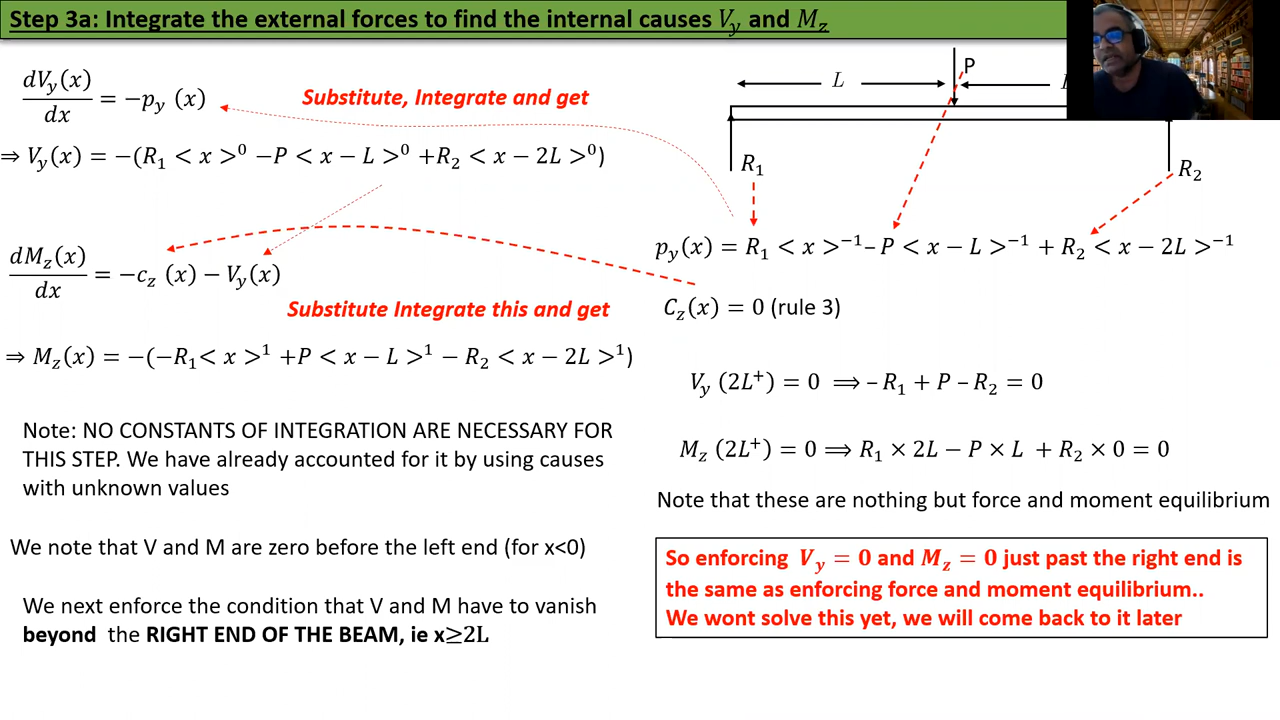 Step 3a: Integrate the external forces to find the internal causes V_y and M_z
dV_y(x)/dx = −p_y (x)
Substitute, Integrate and get
⇒ V_y(x) = −(R_1 < x >^0 −P < x − L >^0 +R_2 < x − 2L >^0)
dM_z(x)/dx = −c_z (x) − V_y(x)
Substitute Integrate this and get
⇒ M_z(x) = −(−R_1< x >^1 +P < x − L >^1 − R_2 < x − 2L >^1)
Note: NO CONSTANTS OF INTEGRATION ARE NECESSARY FOR
THIS STEP. We have already accounted for it by using causes
with unknown values
We note that V and M are zero before the left end (for x<0)
We next enforce the condition that V and M have to vanish
beyond the RIGHT END OF THE BEAM, ie x≥2L
L
P
R_1
R_2
p_y(x) = R_1 < x >^−1 – P < x − L >^−1 + R_2 < x − 2L >^−1
C_z(x) = 0 (rule 3)
V_y (2L^+) = 0 ⟹ – R_1 + P – R_2 = 0
M_z (2L^+) = 0 ⟹ R_1 × 2L − P × L + R_2 × 0 = 0
Note that these are nothing but force and moment equilibrium
So enforcing V_y = 0 and M_z = 0 just past the right end is
the same as enforcing force and moment equilibrium..
We wont solve this yet, we will come back to it later